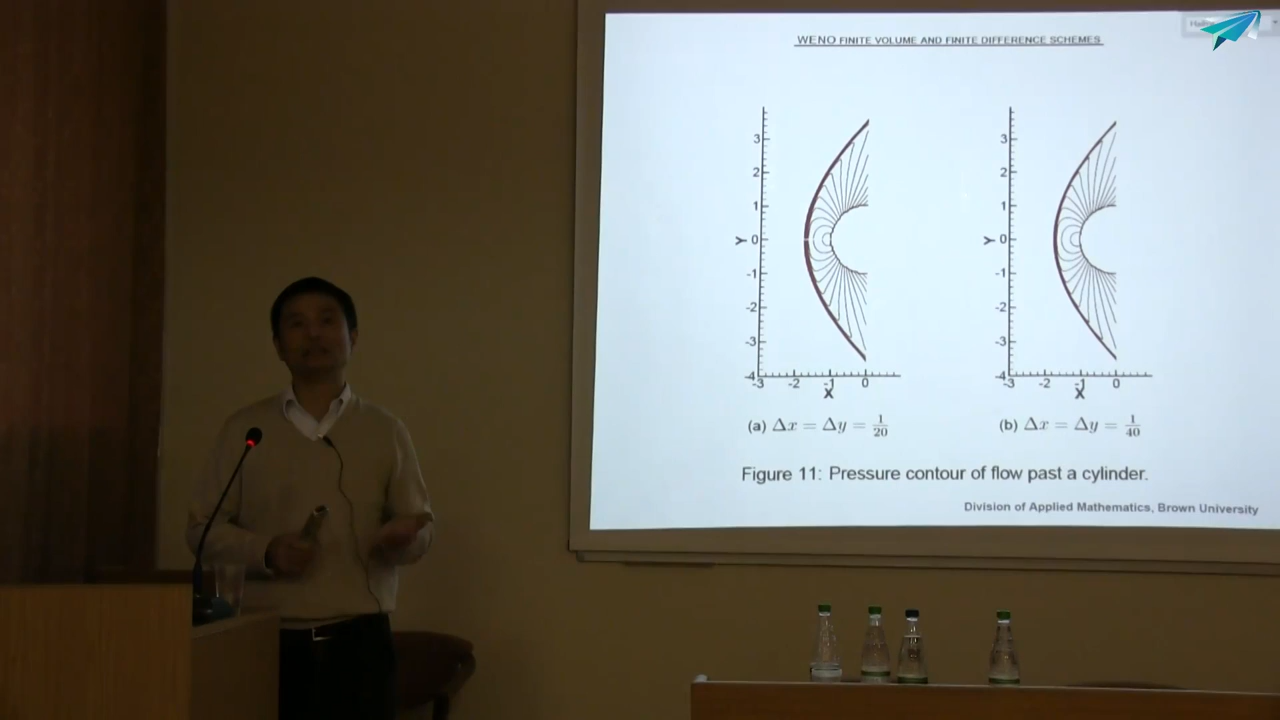 WENO FINITE VOLUME AND FINITE DIFFERENCE SCHEMES
3
2
1
Y 0
-1
-2
-3
-4
-3 -2 -1 0
X
3
2
1
Y 0
-1
-2
-3
-4
-3 -2 -1 0
X
(a) Δx = Δy = 1/20
(b) Δx = Δy = 1/40
Figure 11: Pressure contour of flow past a cylinder.
Division of Applied Mathematics, Brown University